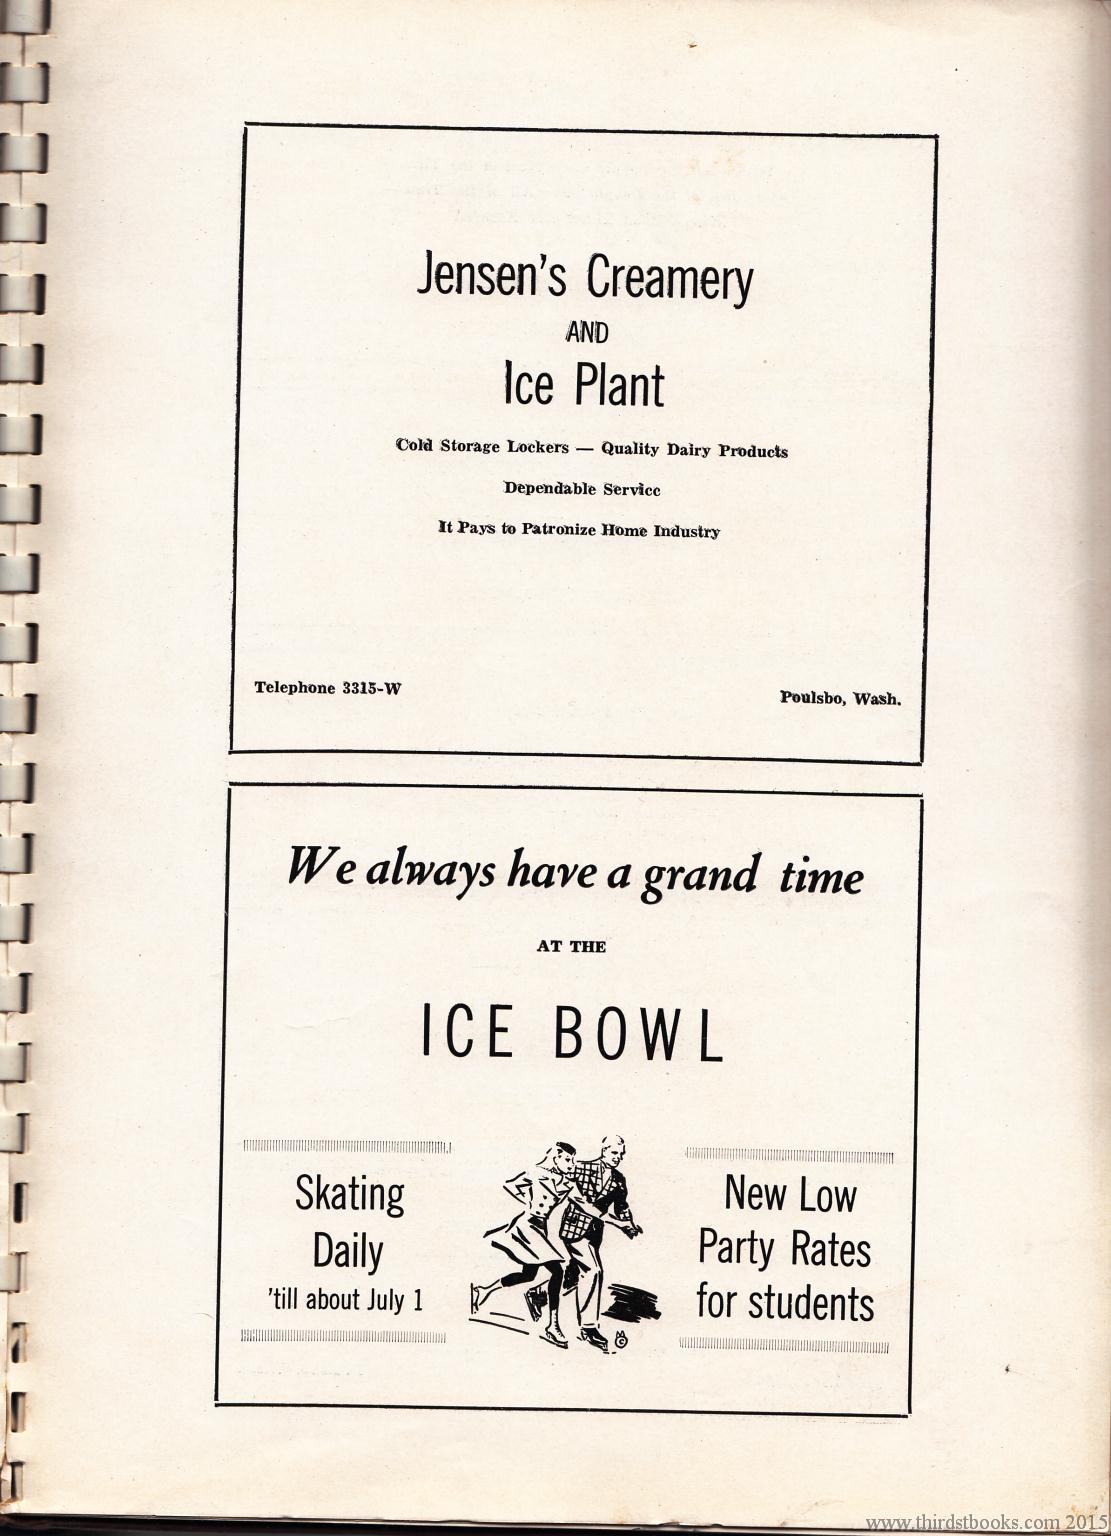 Jensen's Creamery
AND
Ice Plant
Cold Storage Lockers — Quality Dairy Products
Dependable Service
It Pays to Patronize Home Industry
Telephone 3315-W
Poulsbo, Wash.
We always have a grand time
AT THE
ICE BOWL
Skating
Daily
'till about July 1
New Low
Party Rates
for students
www.thirdstbooks.com 2015